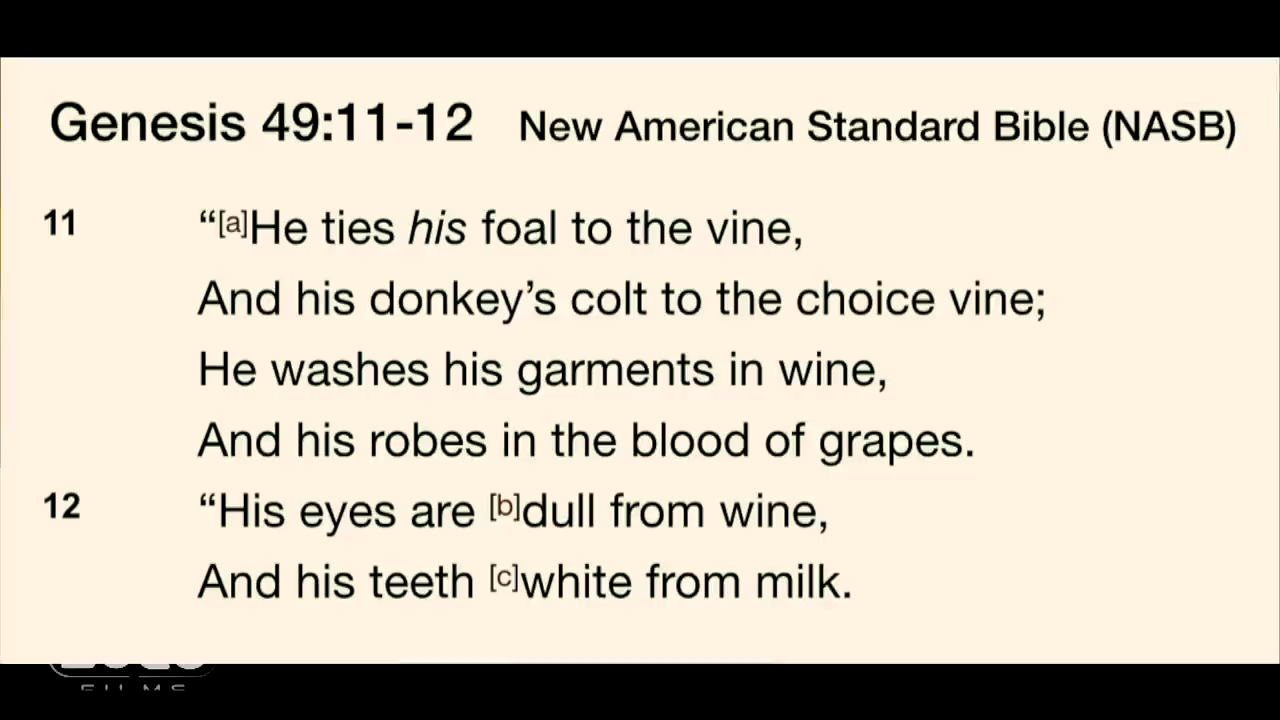 Genesis 49:11-12 New American Standard Bible (NASB)
11 “[a]He ties his foal to the vine,
And his donkey’s colt to the choice vine;
He washes his garments in wine,
And his robes in the blood of grapes.
12 “His eyes are [b]dull from wine,
And his teeth [c]white from milk.
FILMS